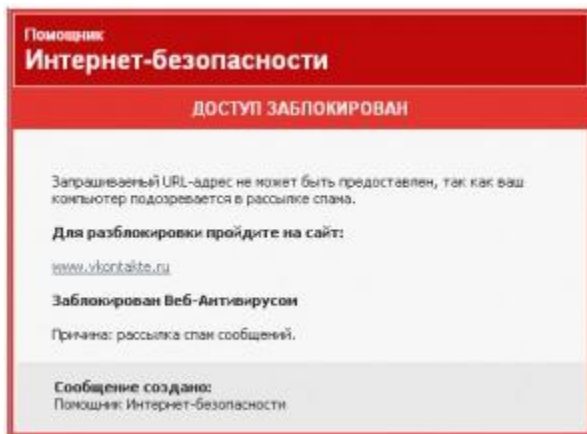 Помощник
Интернет-безопасности
ДОСТУП ЗАБЛОКИРОВАН
Запрашиваемый URL-адрес не может быть предоставлен, так как ваш
компьютер подозревается в рассылке спама.
Для разблокировки пройдите на сайт:
www.vkontakte.ru
Заблокирован Веб-Антивирусом
Причина: рассылка спам сообщений.
Сообщение создано:
Помощник Интернет-безопасности